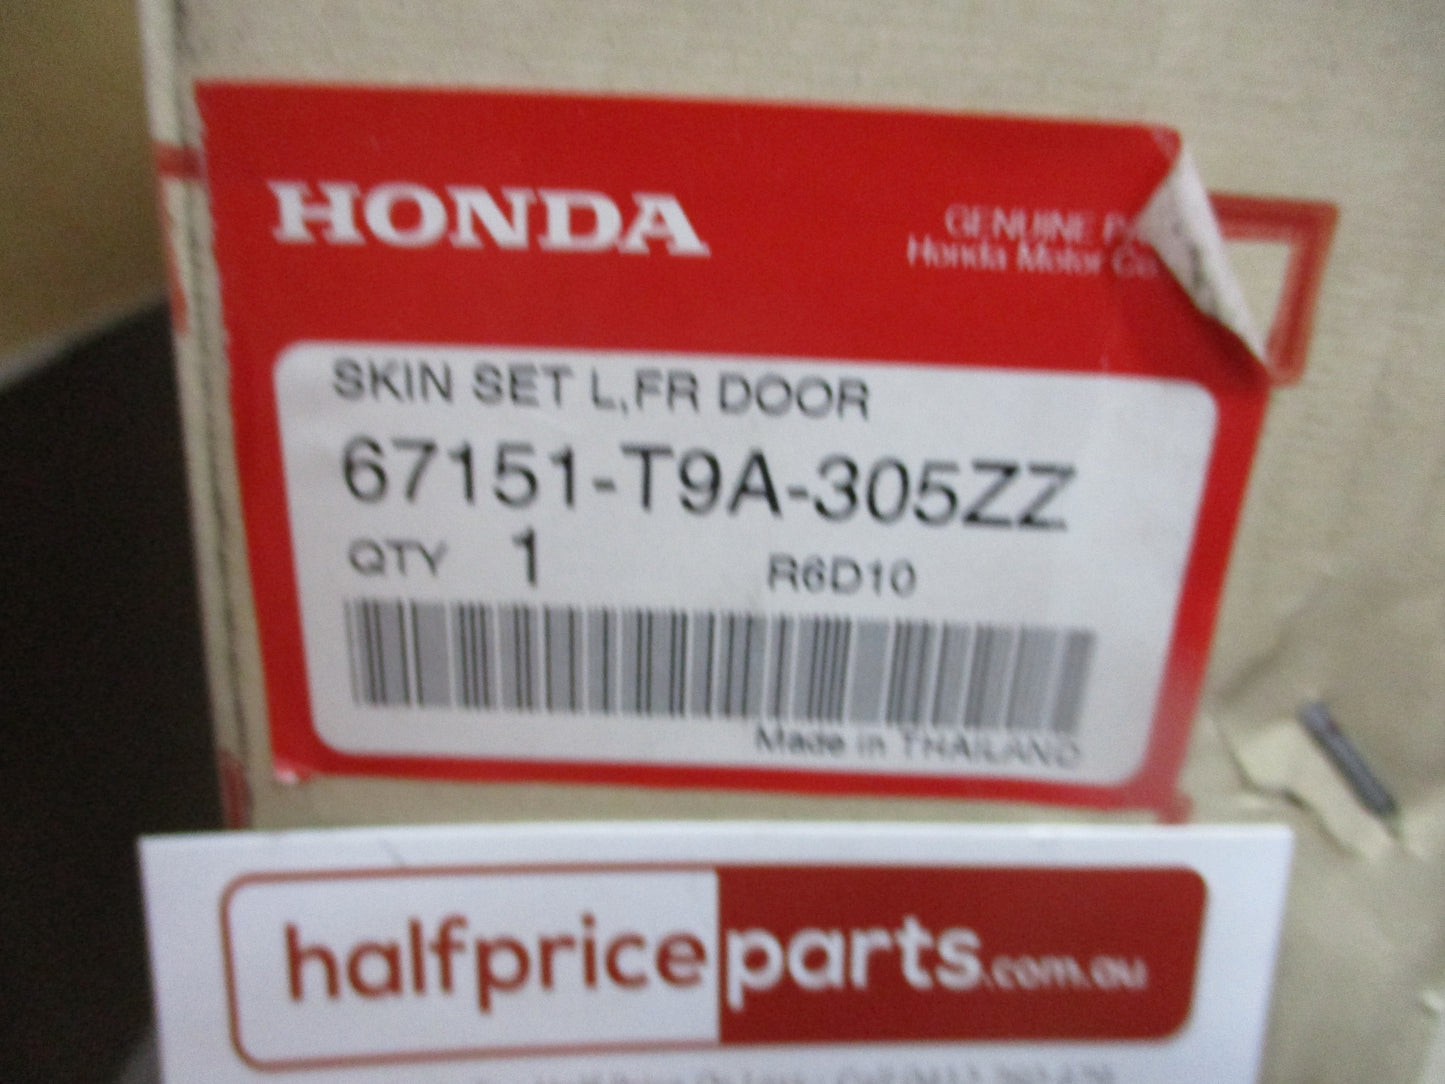 HONDA
GENUINE
Honda Motor Co
SKIN SET L,FR DOOR
67151-T9A-305ZZ
QTY 1 R6D10
Made in THAILAND
halfpriceparts.com.au